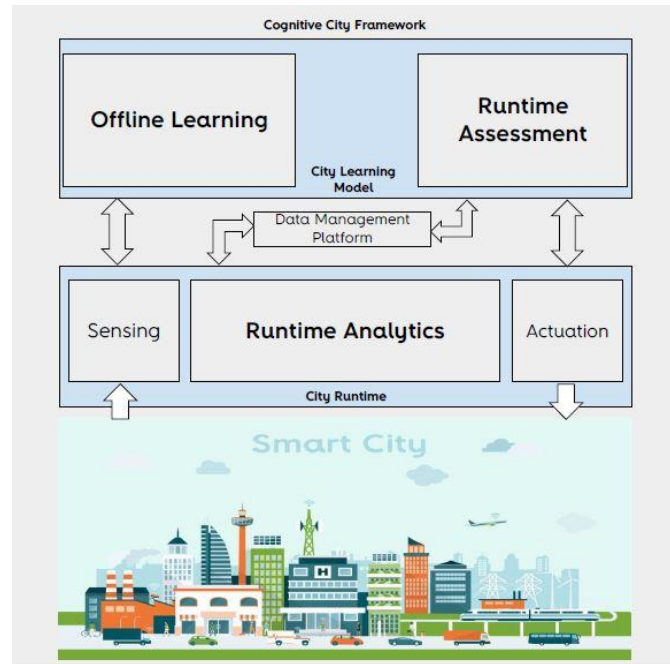 Cognitive City Framework
Offline Learning
Runtime
Assessment
City Learning
Model
Data Management
Platform
Sensing
Runtime Analytics
Actuation
City Runtime
Smart City
H